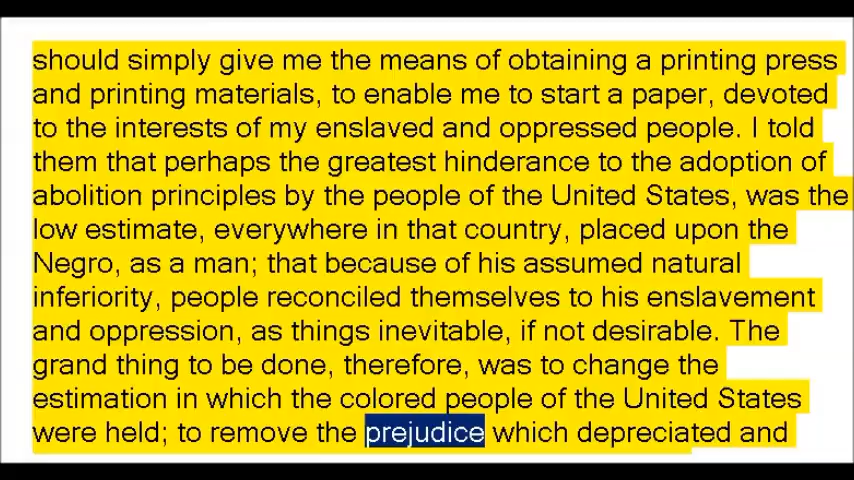 should simply give me the means of obtaining a printing press
and printing materials, to enable me to start a paper, devoted
to the interests of my enslaved and oppressed people. I told
them that perhaps the greatest hinderance to the adoption of
abolition principles by the people of the United States, was the
low estimate, everywhere in that country, placed upon the
Negro, as a man; that because of his assumed natural
inferiority, people reconciled themselves to his enslavement
and oppression, as things inevitable, if not desirable. The
grand thing to be done, therefore, was to change the
estimation in which the colored people of the United States
were held; to remove the prejudice which depreciated and